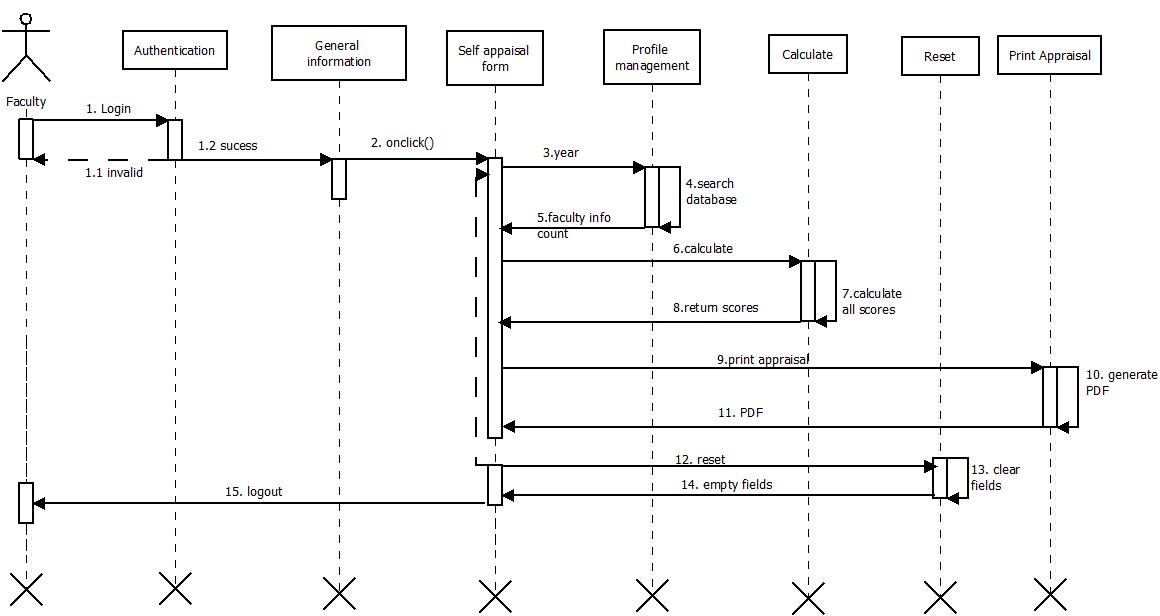 Authentication
General
information
Self appaisal
form
Profile
management
Calculate
Reset
Print Appraisal
Faculty
1. Login
1.1 invalid
1.2 sucess
2. onclick()
3.year
4.search
database
5.faculty info
count
6.calculate
7.calculate
all scores
8.return scores
9.print appraisal
10. generate
PDF
11. PDF
12. reset
13. clear
fields
14. empty fields
15. logout